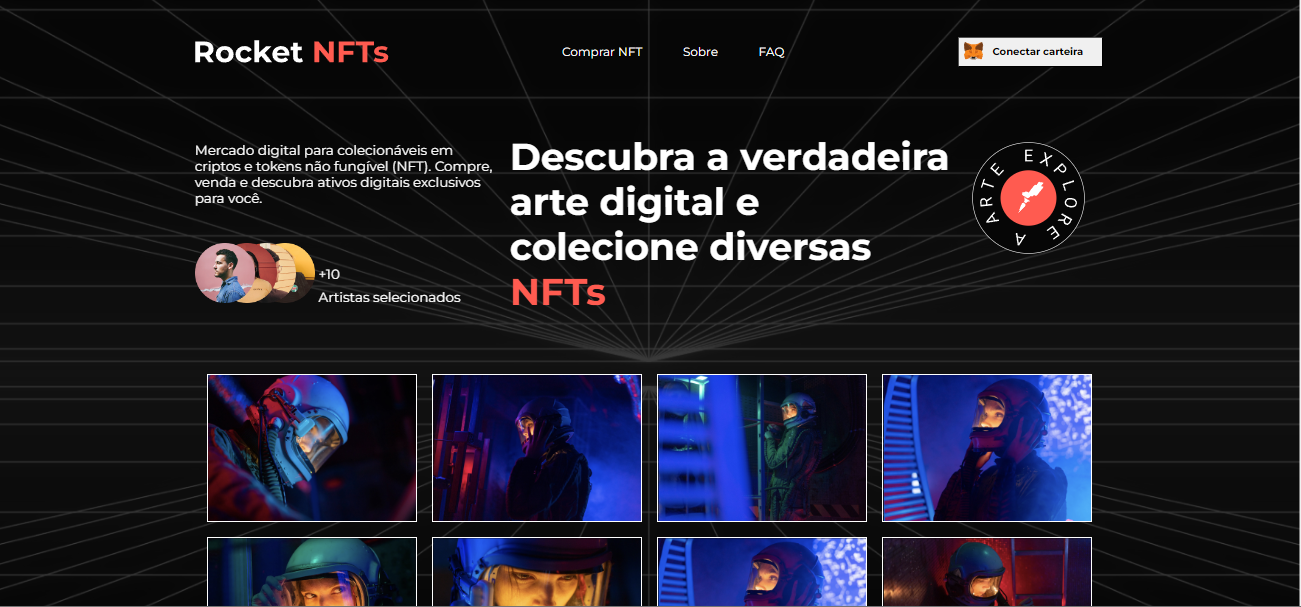 Rocket NFTs
Comprar NFT
Sobre
FAQ
Conectar carteira
Mercado digital para colecionáveis em
criptos e tokens não fungível (NFT). Compre,
venda e descubra ativos digitais exclusivos
para você.
+10
Artistas selecionados
Descubra a verdadeira
arte digital e
colecione diversas
NFTs
EXPLORE A ARTE